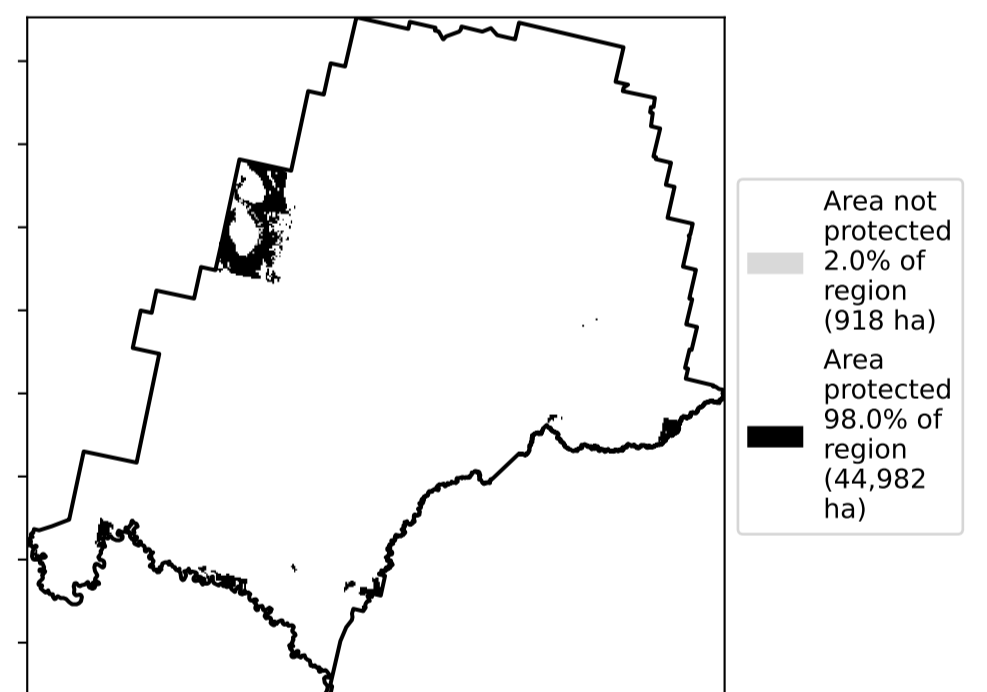 Area not
protected
2.0% of
region
(918 ha)
Area
protected
98.0% of
region
(44,982
ha)